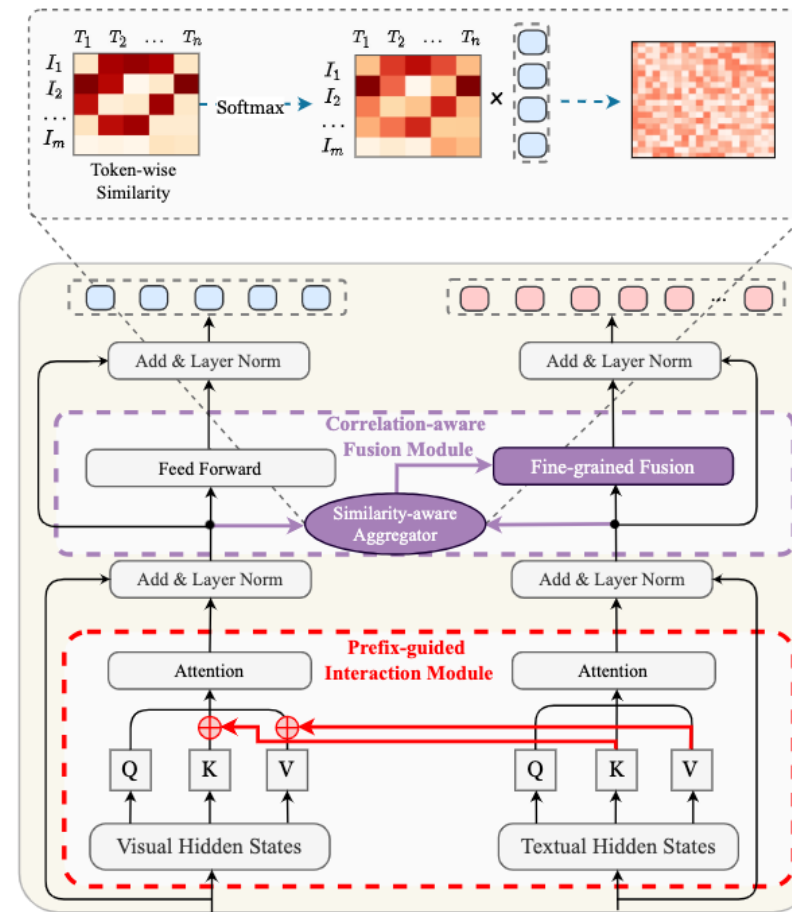 T1 T2 … Tn
I1
I2
…
Im
Token-wise
Similarity
Softmax
T1 T2 … Tn
I1
I2
…
Im
×
...
Add & Layer Norm
Add & Layer Norm
Correlation-aware
Fusion Module
Feed Forward
Fine-grained Fusion
Similarity-aware
Aggregator
Add & Layer Norm
Add & Layer Norm
Prefix-guided
Interaction Module
Attention
Attention
Q K V
Q K V
Visual Hidden States
Textual Hidden States